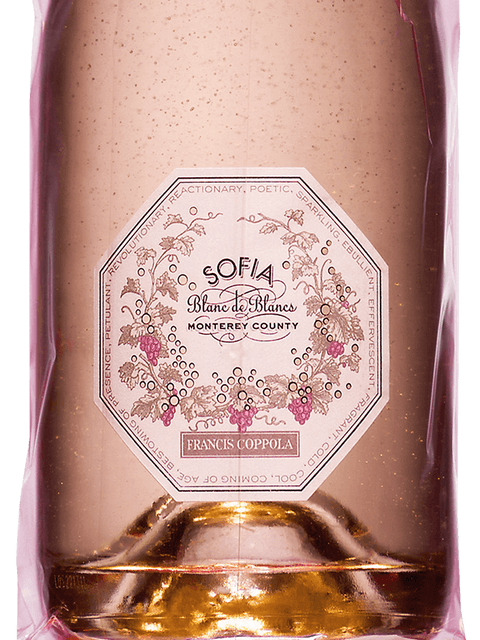 REVOLUTIONARY, REACTIONARY, POETIC, SPARKLING, EBULLIENT, EFFERVESCENT, FRAGRANT, COLD, COOL, COMING OF AGE, BESTOWING OF PRESENCE, PETULANT,
SOFIA
Blanc de Blancs
MONTEREY COUNTY
FRANCIS COPPOLA